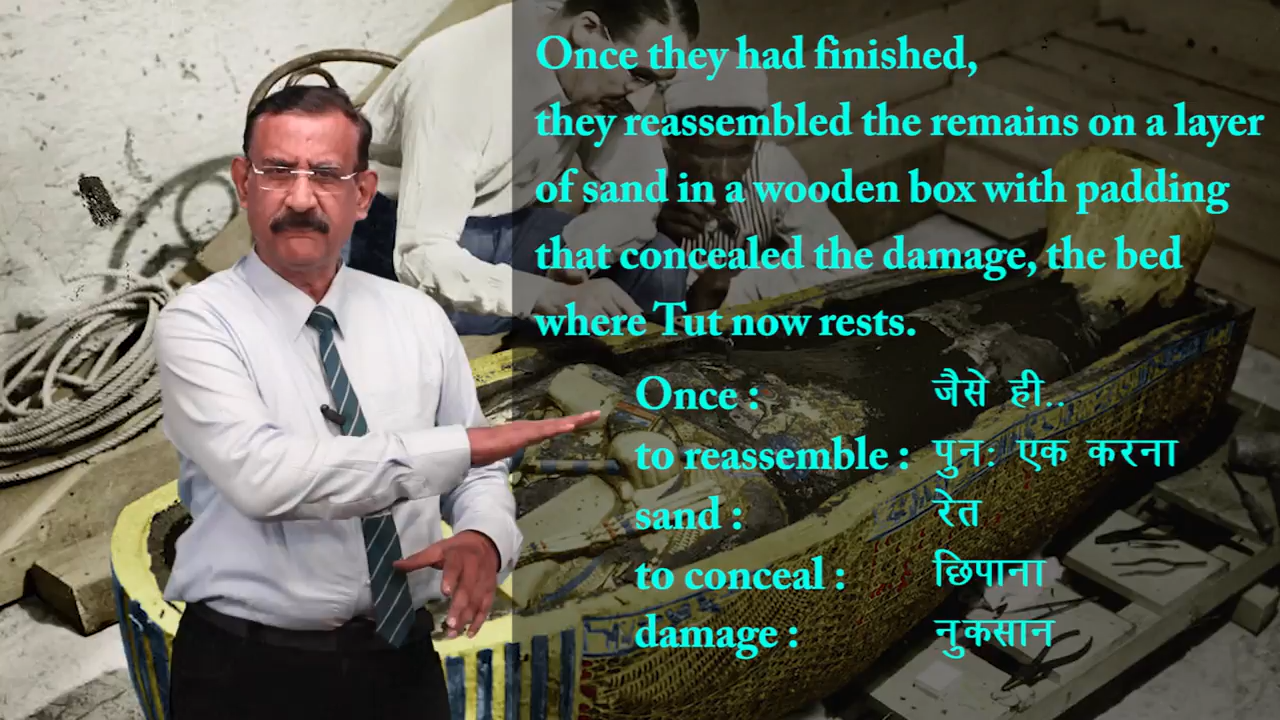 Once they had finished,
they reassembled the remains on a layer
of sand in a wooden box with padding
that concealed the damage, the bed
where Tut now rests.
Once : जैसे ही..
to reassemble : पुनः एक करना
sand : रेत
to conceal : छिपाना
damage : नुकसान